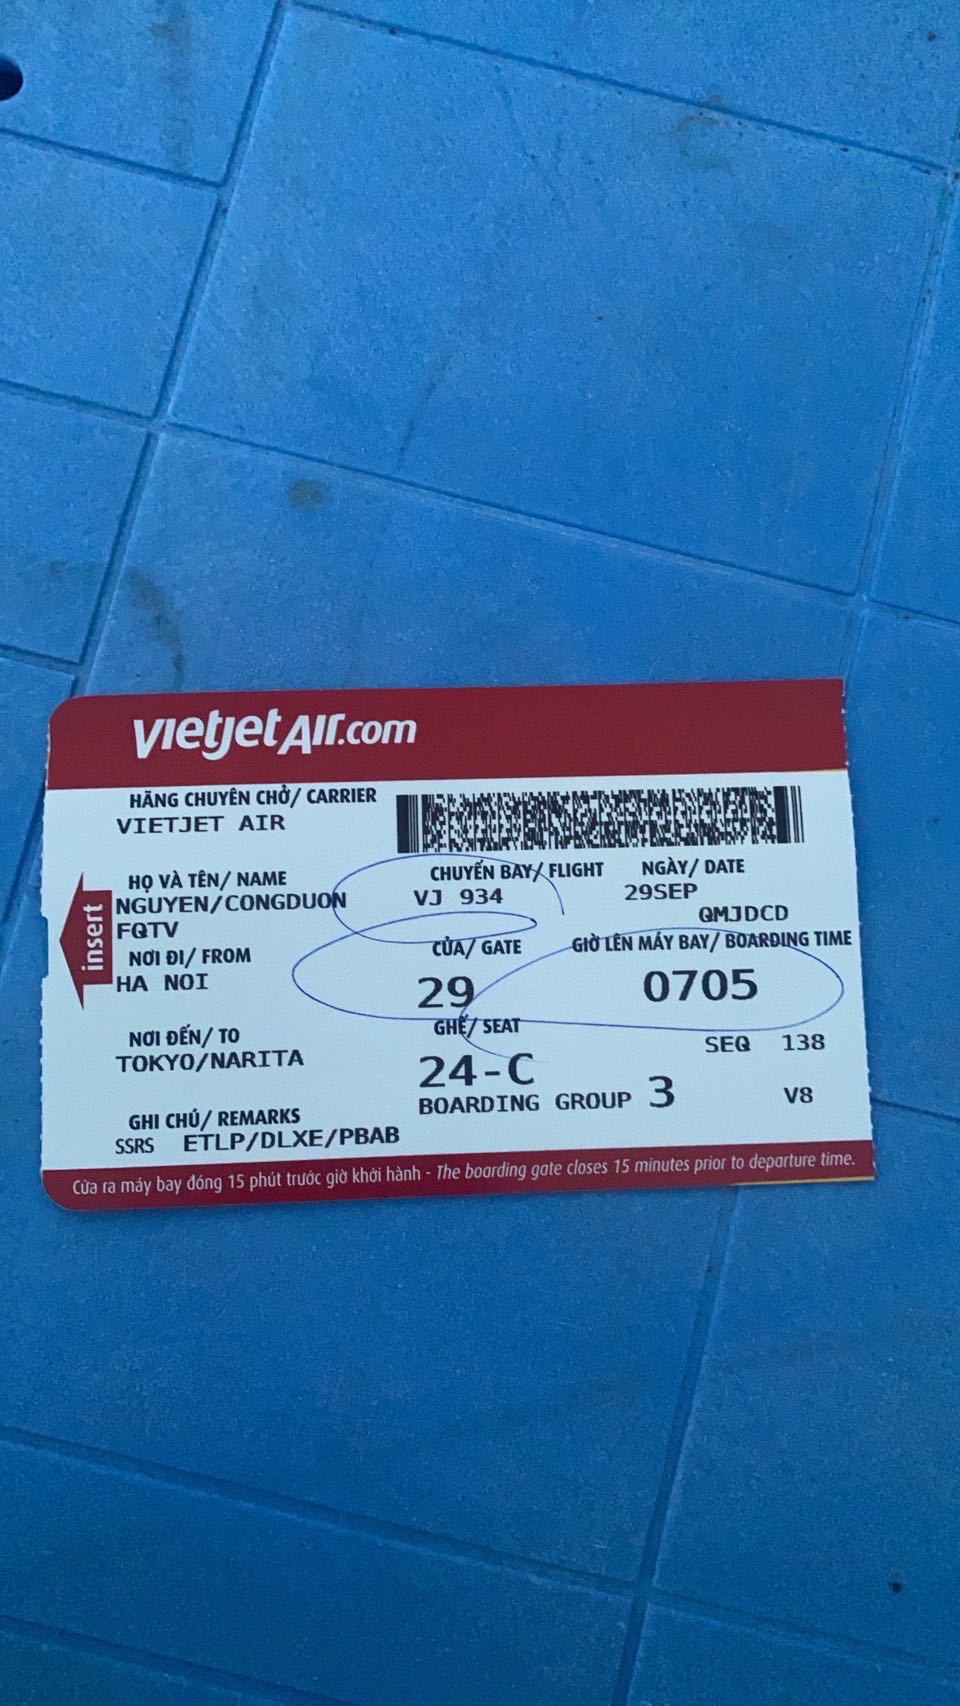 vietjetAir.com
HÃNG CHUYÊN CHỞ/ CARRIER
VIETJET AIR
HỌ VÀ TÊN/ NAME
NGUYEN/CONGDUON
FQTV
CHUYẾN BAY/ FLIGHT
VJ 934
NGÀY/ DATE
29SEP
QMJDCD
insert
NƠI ĐI/ FROM
HA NOI
CỬA/ GATE
29
GIỜ LÊN MÁY BAY/ BOARDING TIME
0705
NƠI ĐẾN/ TO
TOKYO/NARITA
GHẾ/ SEAT
24-C
SEQ 138
BOARDING GROUP 3
V8
GHI CHÚ/ REMARKS
SSRS ETLP/DLXE/PBAB
Cửa ra máy bay đóng 15 phút trước giờ khởi hành - The boarding gate closes 15 minutes prior to departure time.